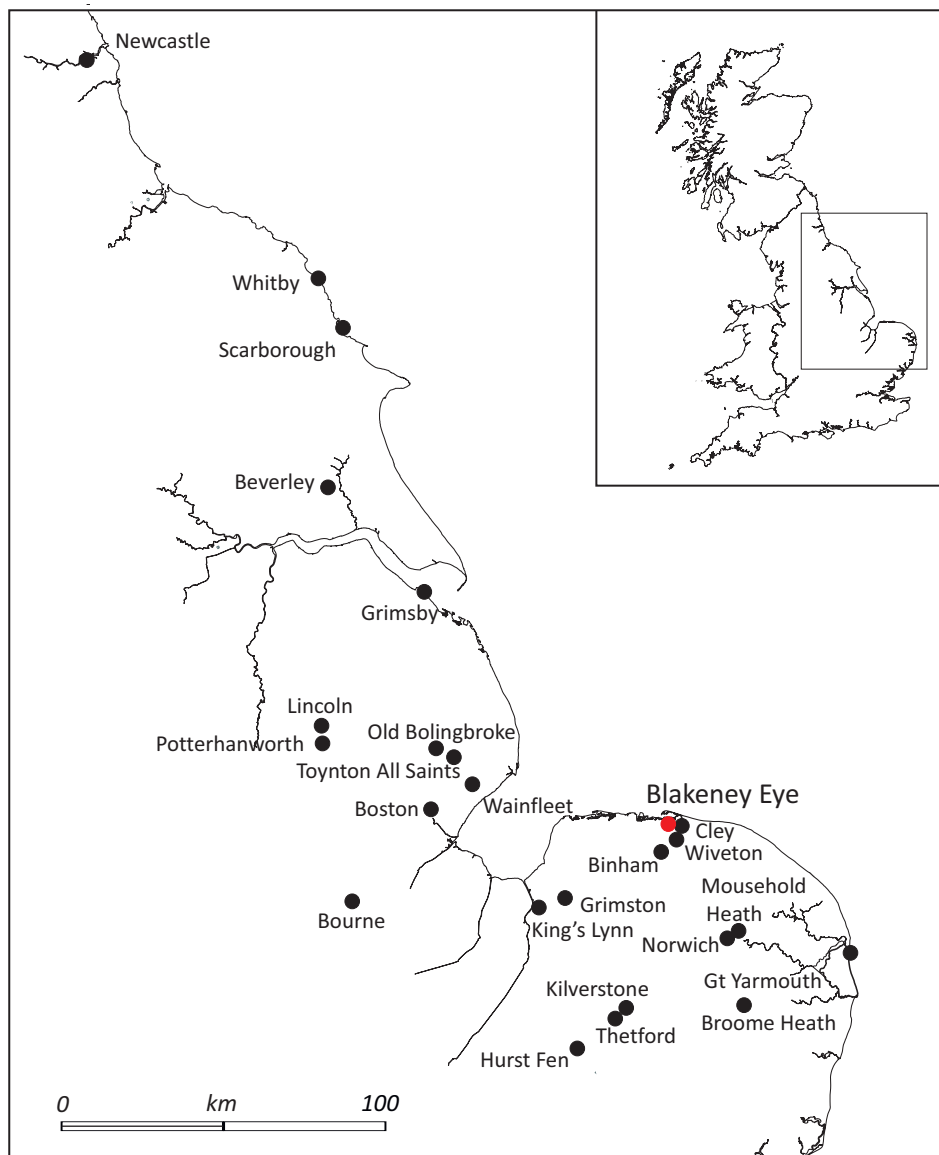 Newcastle
Whitby
Scarborough
Beverley
Grimsby
Lincoln
Potterhanworth
Old Bolingbroke
Toynton All Saints
Wainfleet
Boston
Blakeney Eye
Cley
Wiveton
Binham
Mousehold
Heath
Bourne
Grimston
King's Lynn
Norwich
Gt Yarmouth
Kilverstone
Thetford
Broome Heath
Hurst Fen
0 km 100